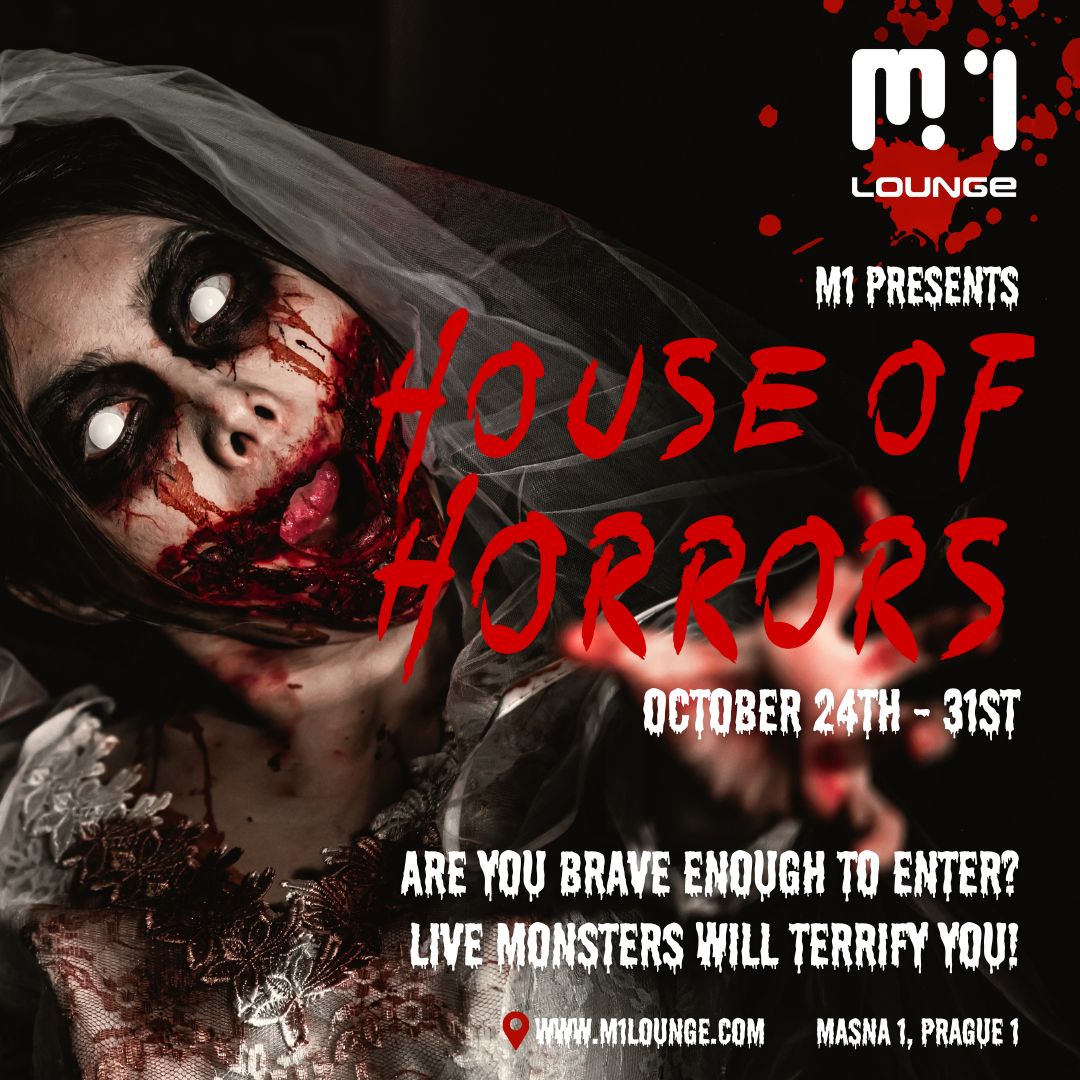 M1
LOUNGE
M1 PRESENTS
HOUSE OF
HORRORS
OCTOBER 24TH - 31ST
ARE YOU BRAVE ENOUGH TO ENTER?
LIVE MONSTERS WILL TERRIFY YOU!
WWW.M1LOUNGE.COM MASNA 1, PRAGUE 1